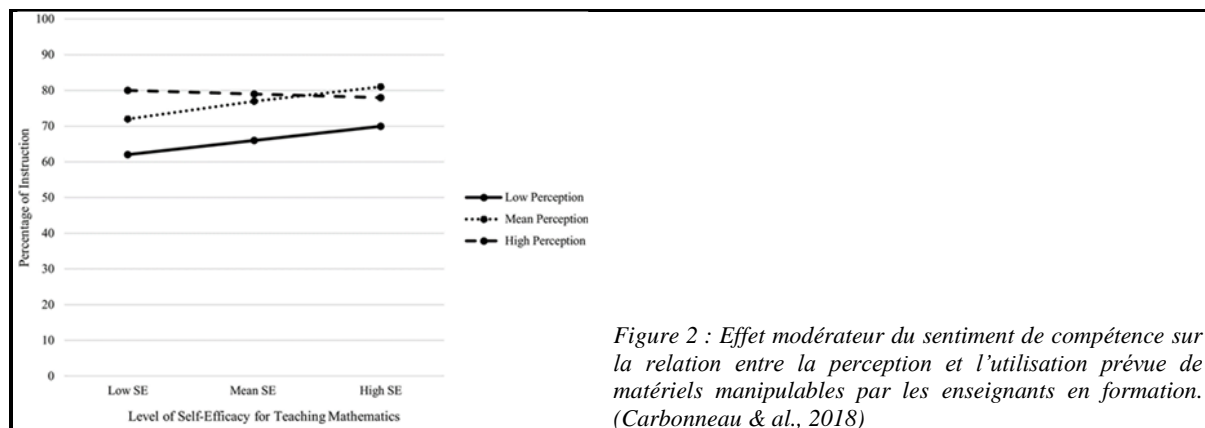 100
90
80
70
60
50
40
30
20
10
0
Percentage of Instruction
Low SE Mean SE High SE
Level of Self-Efficacy for Teaching Mathematics
Low Perception
Mean Perception
High Perception
Figure 2 : Effet modérateur du sentiment de compétence sur
la relation entre la perception et l’utilisation prévue de
matériels manipulables par les enseignants en formation.
(Carbonneau & al., 2018)